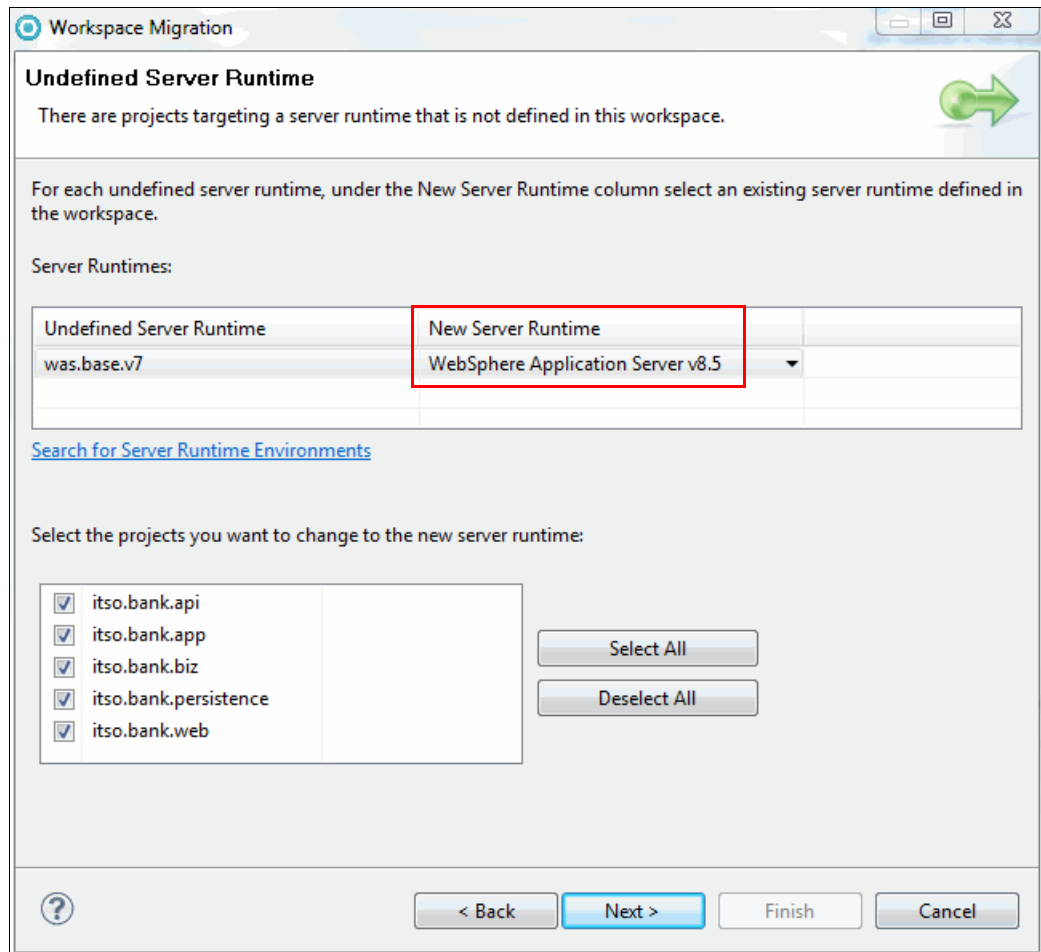 Workspace Migration
Undefined Server Runtime
There are projects targeting a server runtime that is not defined in this workspace.
For each undefined server runtime, under the New Server Runtime column select an existing server runtime defined in
the workspace.
Server Runtimes:
Undefined Server Runtime New Server Runtime
was.base.v7 WebSphere Application Server v8.5
Search for Server Runtime Environments
Select the projects you want to change to the new server runtime:
itso.bank.api
itso.bank.app
itso.bank.biz
itso.bank.persistence
itso.bank.web
Select All
Deselect All
? < Back Next > Finish Cancel